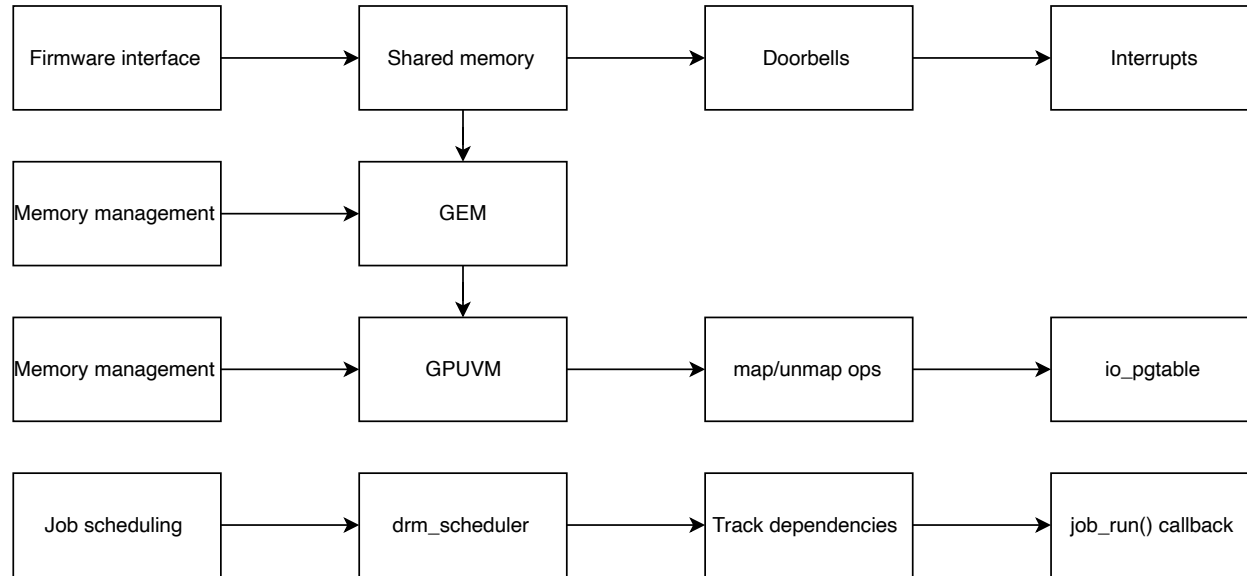 Firmware interface
Shared memory
Doorbells
Interrupts
Memory management
GEM
Memory management
GPUVM
map/unmap ops
io_pgtable
Job scheduling
drm_scheduler
Track dependencies
job_run() callback